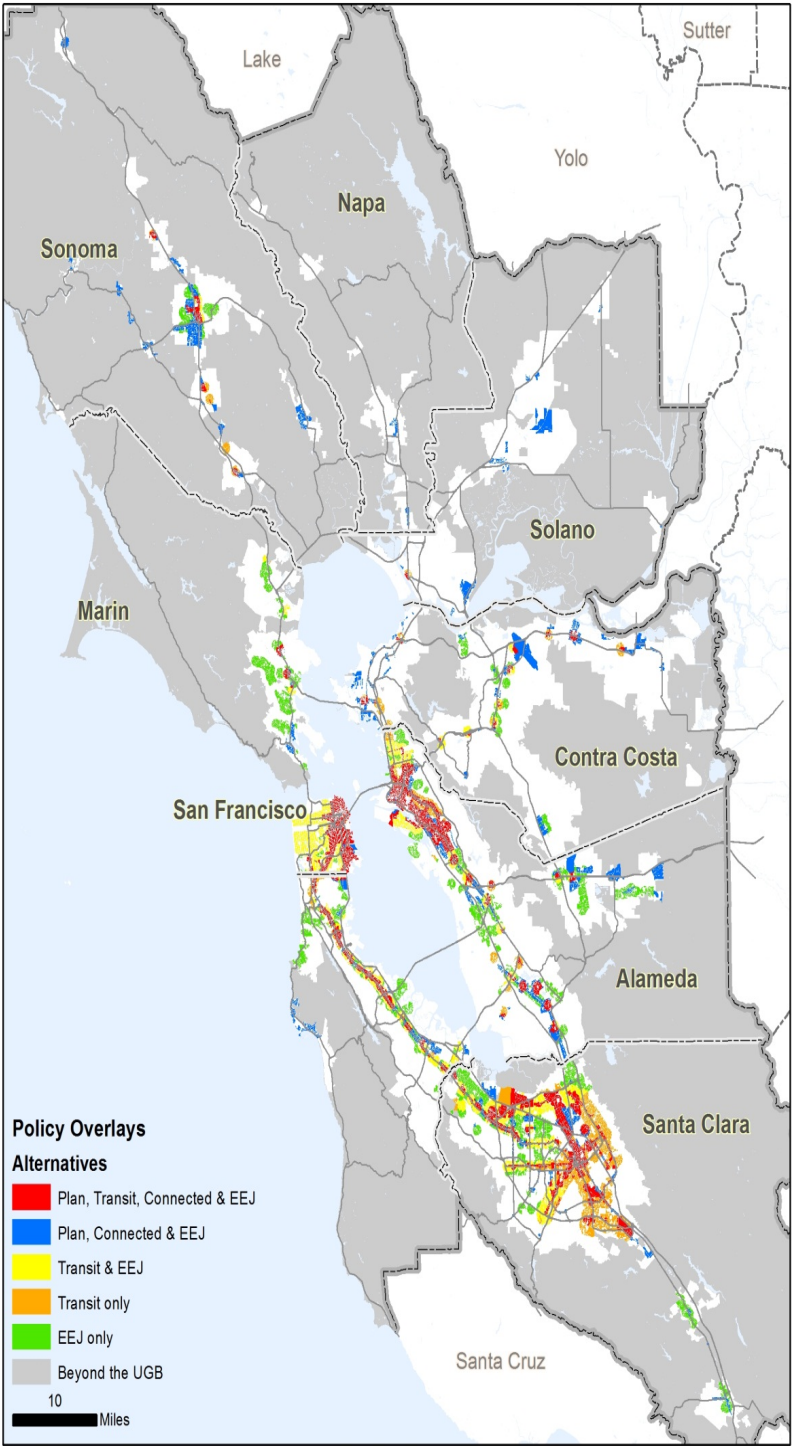 Sutter
Lake
Yolo
Napa
Sonoma
Solano
Marin
Contra Costa
San Francisco
Alameda
Santa Clara
Policy Overlays
Alternatives
Plan, Transit, Connected & EEJ
Plan, Connected & EEJ
Transit & EEJ
Transit only
EEJ only
Beyond the UGB
10
Miles
Santa Cruz